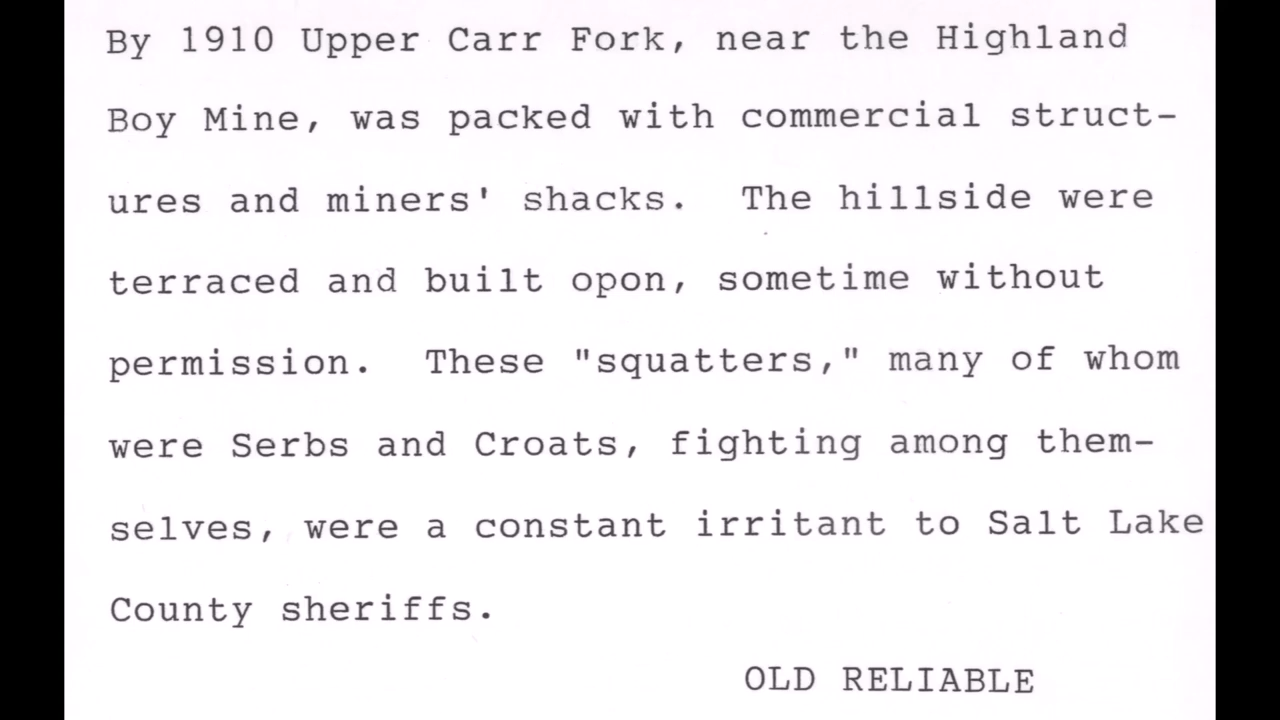 By 1910 Upper Carr Fork, near the Highland
Boy Mine, was packed with commercial struct-
ures and miners' shacks.  The hillside were
terraced and built opon, sometime without
permission.  These "squatters," many of whom
were Serbs and Croats, fighting among them-
selves, were a constant irritant to Salt Lake
County sheriffs.
OLD RELIABLE